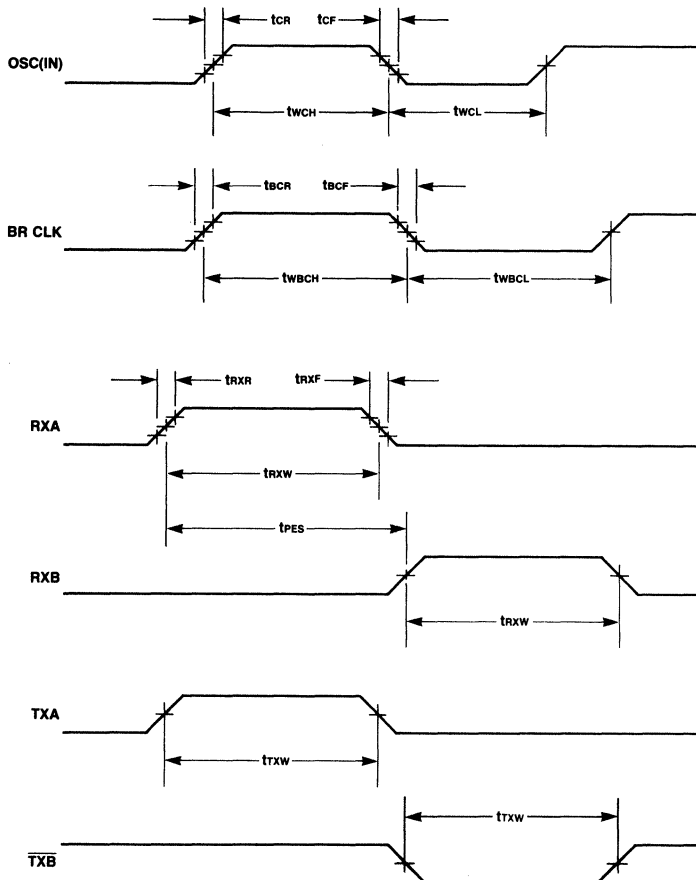 tCR tCF
OSC(IN)
tWCH tWCL
tBCR tBCF
BR CLK
tWBCH tWBCL
tRXR tRXF
RXA
tRXW
tPES
RXB
tRXW
TXA
tTXW
tTXW
TXB